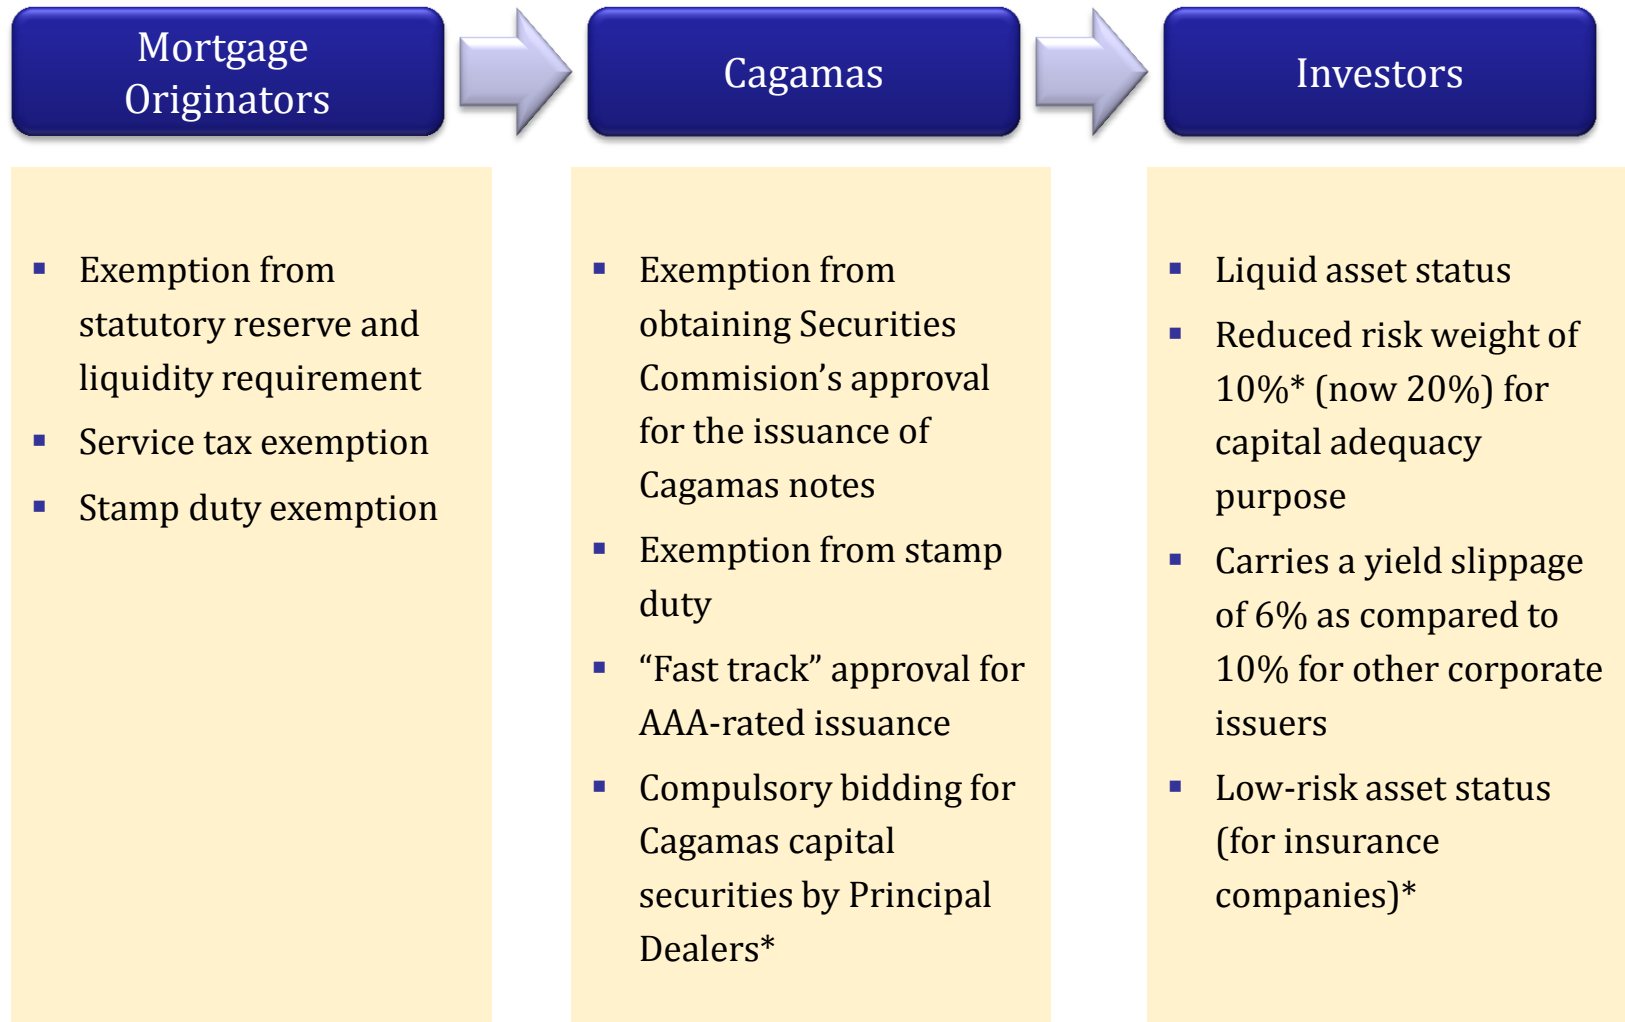 Mortgage
Originators
Cagamas
Investors
▪ Exemption from
statutory reserve and
liquidity requirement
▪ Service tax exemption
▪ Stamp duty exemption
▪ Exemption from
obtaining Securities
Commision’s approval
for the issuance of
Cagamas notes
▪ Exemption from stamp
duty
▪ “Fast track” approval for
AAA-rated issuance
▪ Compulsory bidding for
Cagamas capital
securities by Principal
Dealers*
▪ Liquid asset status
▪ Reduced risk weight of
10%* (now 20%) for
capital adequacy
purpose
▪ Carries a yield slippage
of 6% as compared to
10% for other corporate
issuers
▪ Low-risk asset status
(for insurance
companies)*